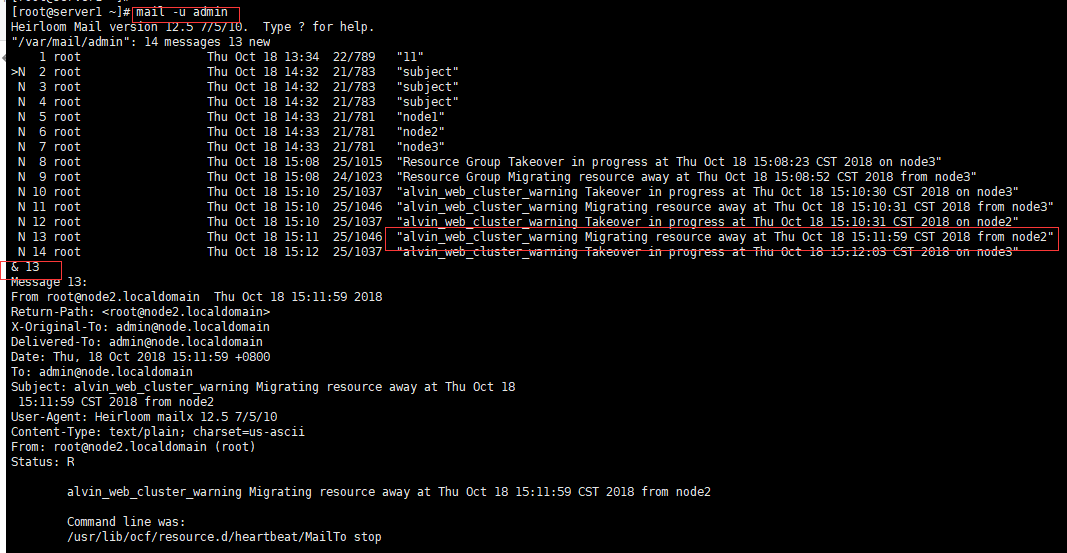 [root@server1 ~]# mail -u admin
Heirloom Mail version 12.5 7/5/10.  Type ? for help.
"/var/mail/admin": 14 messages 13 new
    1 root                  Thu Oct 18 13:34  22/789   "11"
>N  2 root                  Thu Oct 18 14:32  21/783   "subject"
 N  3 root                  Thu Oct 18 14:32  21/783   "subject"
 N  4 root                  Thu Oct 18 14:32  21/783   "subject"
 N  5 root                  Thu Oct 18 14:33  21/781   "node1"
 N  6 root                  Thu Oct 18 14:33  21/781   "node2"
 N  7 root                  Thu Oct 18 14:33  21/781   "node3"
 N  8 root                  Thu Oct 18 15:08  25/1015  "Resource Group Takeover in progress at Thu Oct 18 15:08:23 CST 2018 on node3"
 N  9 root                  Thu Oct 18 15:08  24/1023  "Resource Group Migrating resource away at Thu Oct 18 15:08:52 CST 2018 from node3"
 N 10 root                  Thu Oct 18 15:10  25/1037  "alvin_web_cluster_warning Takeover in progress at Thu Oct 18 15:10:30 CST 2018 on node3"
 N 11 root                  Thu Oct 18 15:10  25/1046  "alvin_web_cluster_warning Migrating resource away at Thu Oct 18 15:10:31 CST 2018 from node3"
 N 12 root                  Thu Oct 18 15:10  25/1037  "alvin_web_cluster_warning Takeover in progress at Thu Oct 18 15:10:31 CST 2018 on node2"
 N 13 root                  Thu Oct 18 15:11  25/1046  "alvin_web_cluster_warning Migrating resource away at Thu Oct 18 15:11:59 CST 2018 from node2"
 N 14 root                  Thu Oct 18 15:12  25/1037  "alvin_web_cluster_warning Takeover in progress at Thu Oct 18 15:12:03 CST 2018 on node3"
& 13
Message 13:
From root@node2.localdomain  Thu Oct 18 15:11:59 2018
Return-Path: <root@node2.localdomain>
X-Original-To: admin@node.localdomain
Delivered-To: admin@node.localdomain
Date: Thu, 18 Oct 2018 15:11:59 +0800
To: admin@node.localdomain
Subject: alvin_web_cluster_warning Migrating resource away at Thu Oct 18
 15:11:59 CST 2018 from node2
User-Agent: Heirloom mailx 12.5 7/5/10
Content-Type: text/plain; charset=us-ascii
From: root@node2.localdomain (root)
Status: R
        alvin_web_cluster_warning Migrating resource away at Thu Oct 18 15:11:59 CST 2018 from node2
        Command line was:
        /usr/lib/ocf/resource.d/heartbeat/MailTo stop